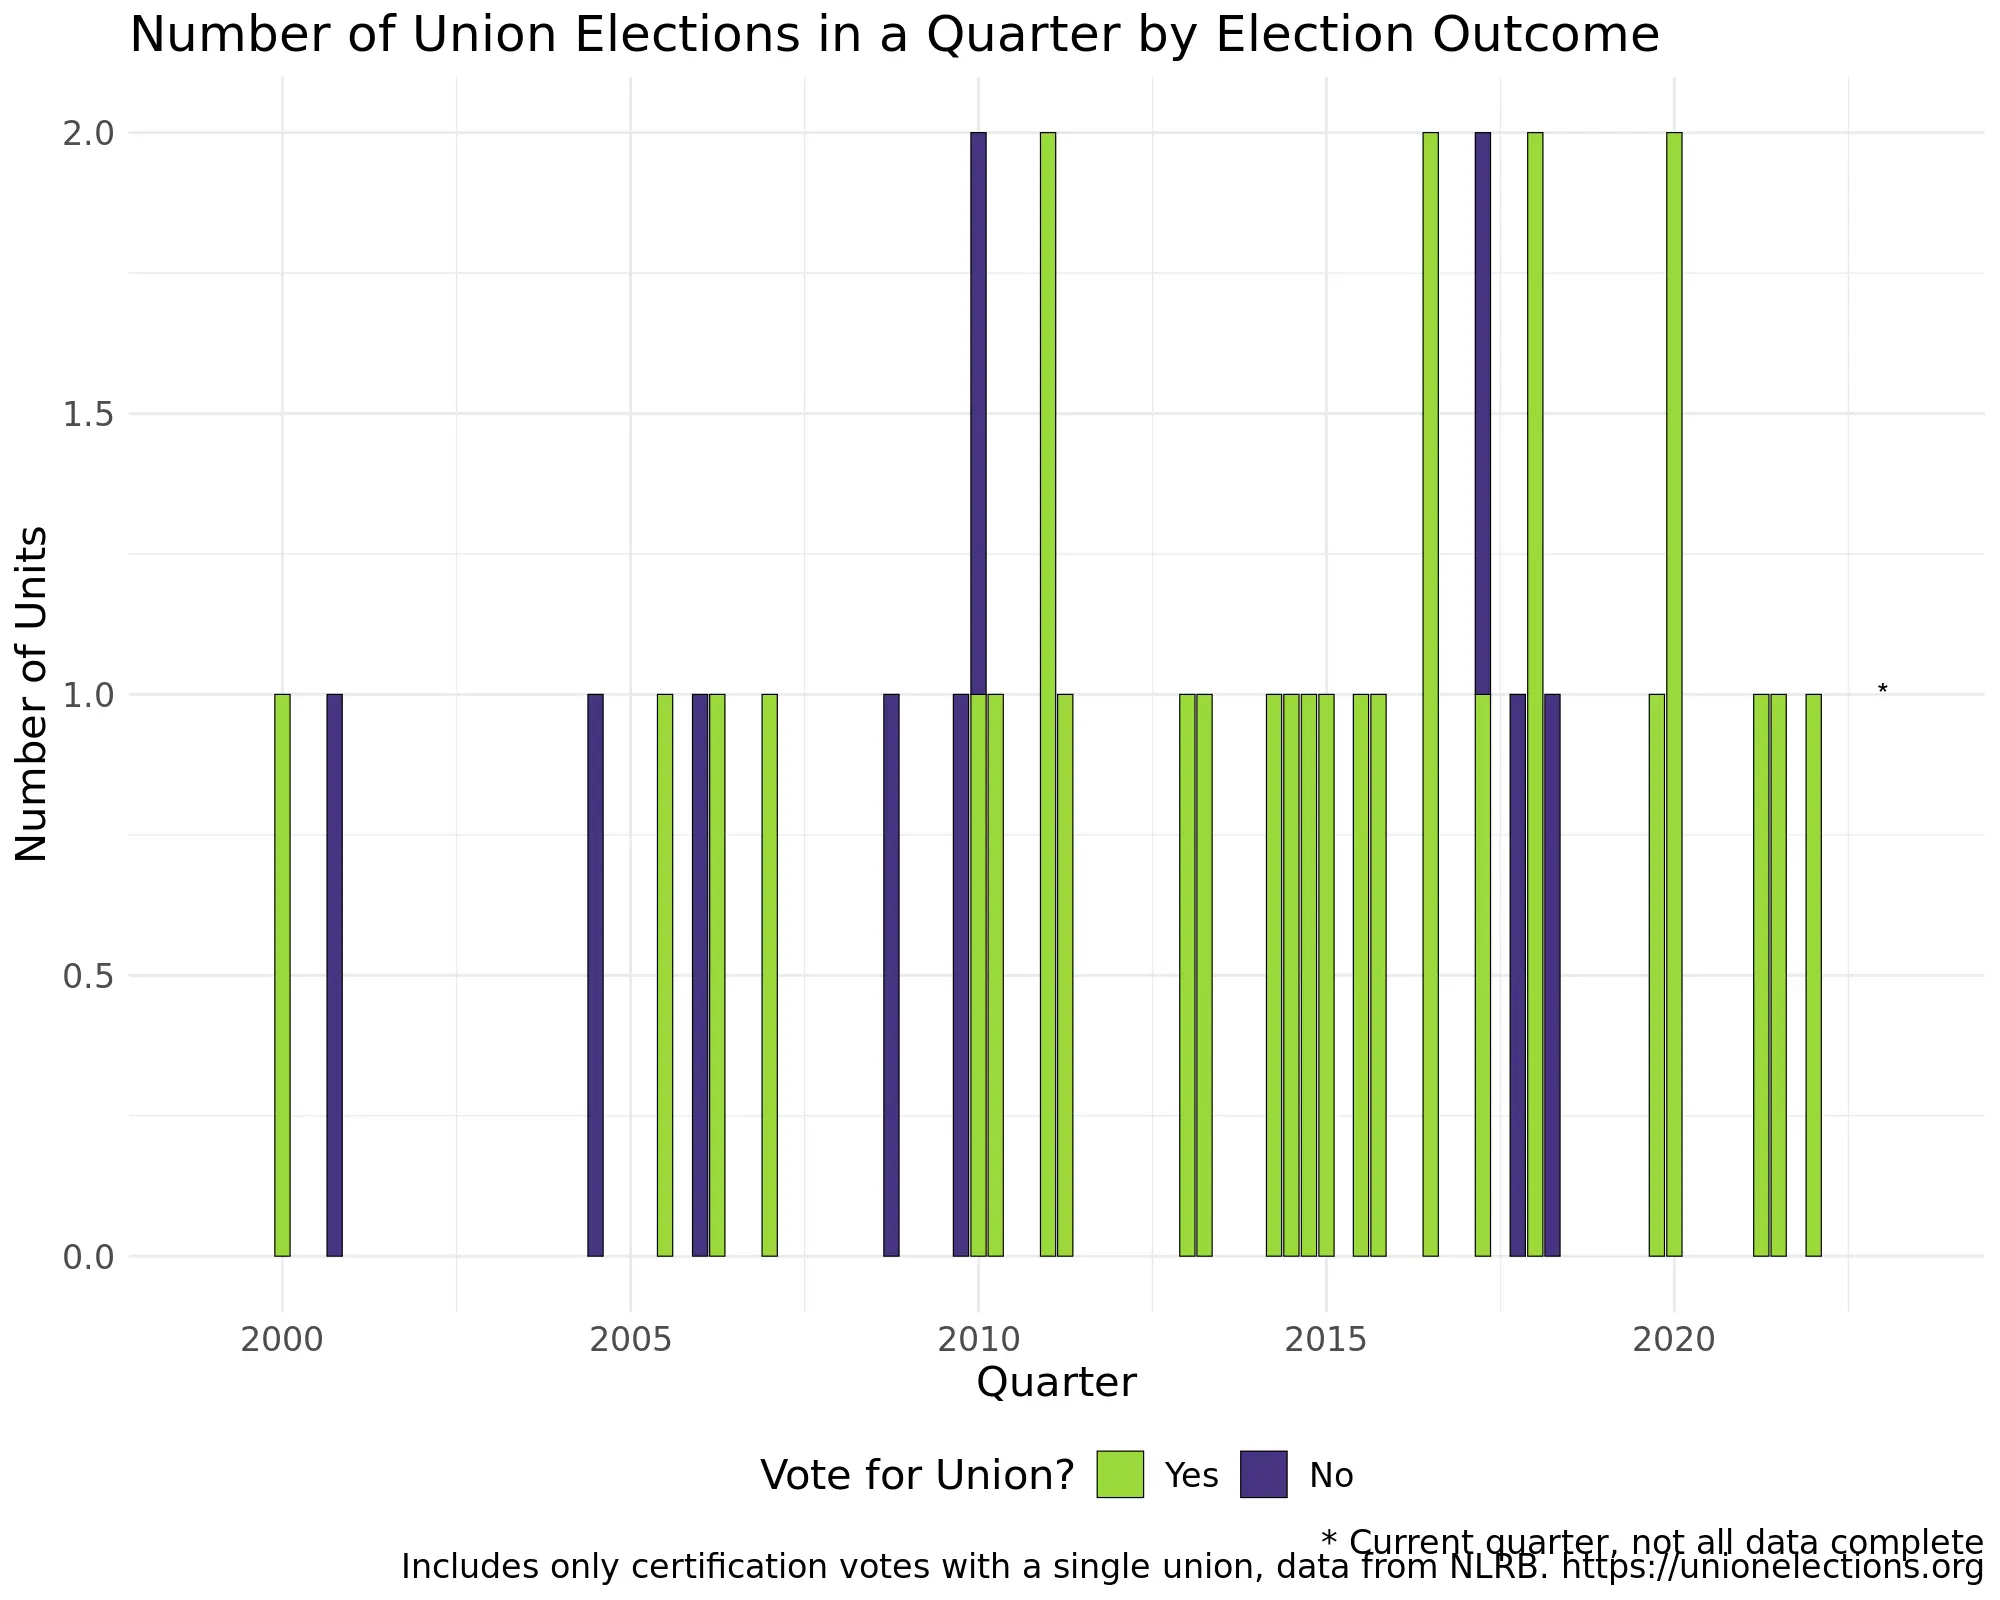 Number of Union Elections in a Quarter by Election Outcome
2.0
1.5
1.0
0.5
0.0
Number of Units
*
2000 2005 2010 2015 2020
Quarter
Vote for Union? Yes No
* Current quarter, not all data complete
Includes only certification votes with a single union, data from NLRB. https://unionelections.org